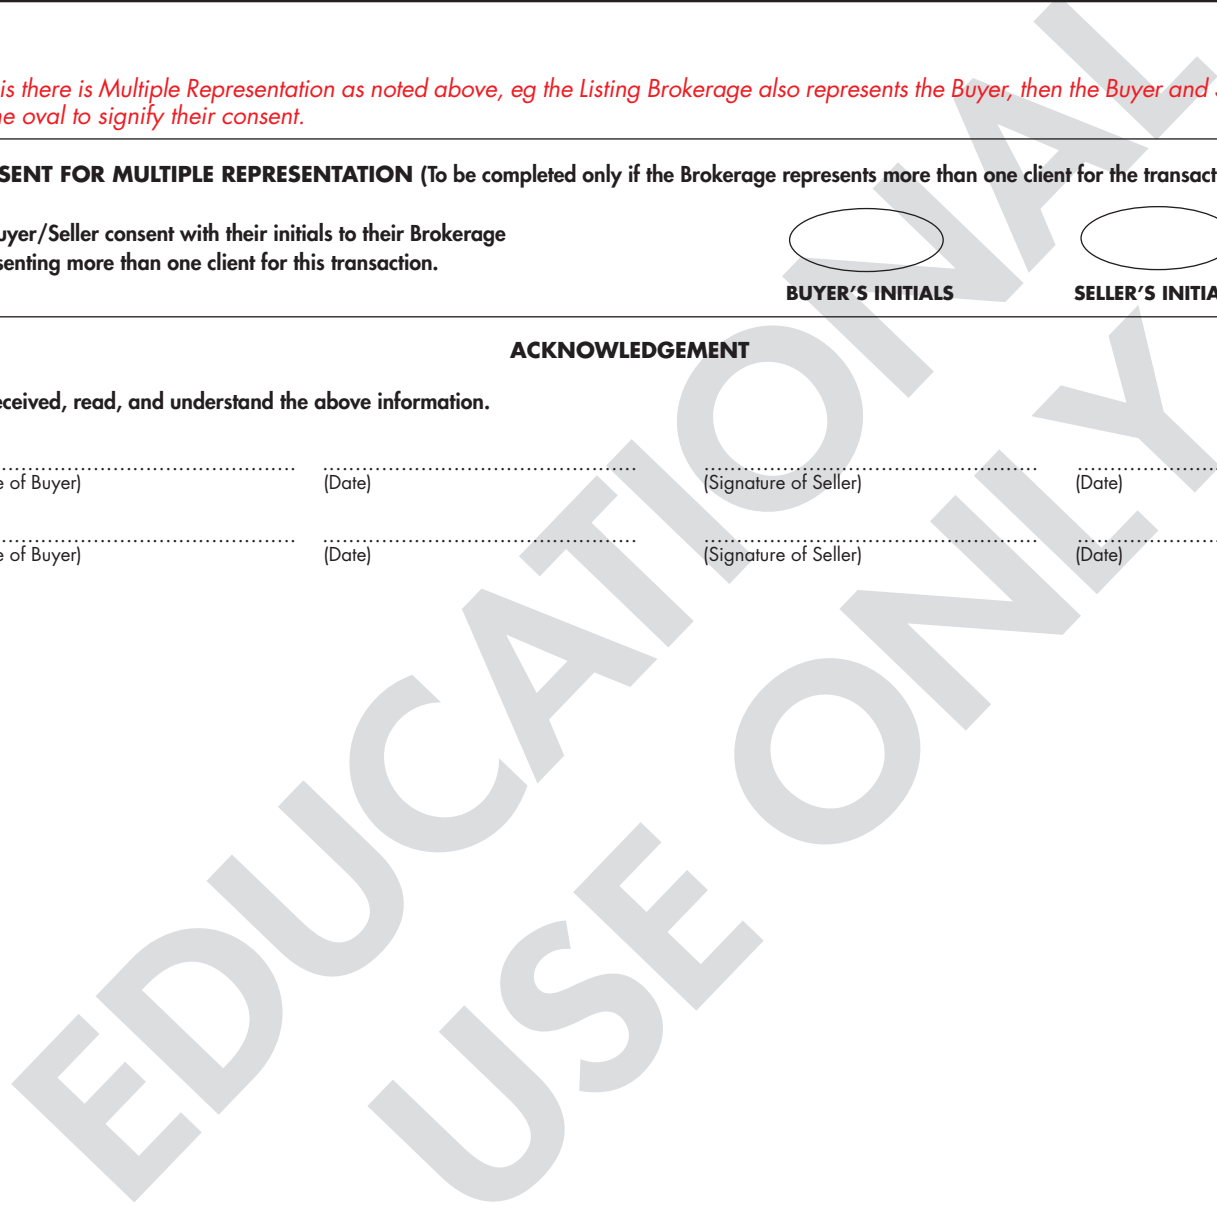 is there is Multiple Representation as noted above, eg the Listing Brokerage also represents the Buyer, then the Buyer and
e oval to signify their consent.
SENT FOR MULTIPLE REPRESENTATION (To be completed only if the Brokerage represents more than one client for the transact
uyer/Seller consent with their initials to their Brokerage
senting more than one client for this transaction.
BUYER'S INITIALS SELLER'S INITIA
ACKNOWLEDGEMENT
eceived, read, and understand the above information.
e of Buyer) (Date) (Signature of Seller) (Date)
e of Buyer) (Date) (Signature of Seller) (Date)
EDUCATIONAL
USE ONLY